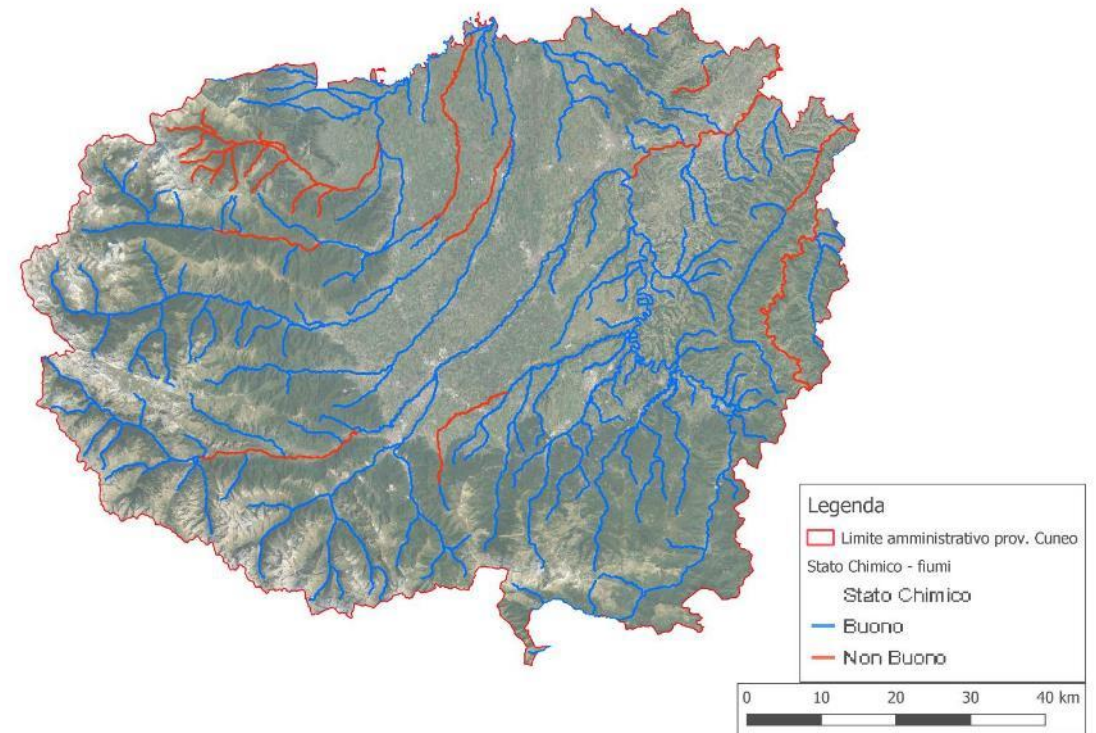 Legenda
Limite amministrativo prov. Cuneo
Stato Chimico - fiumi
Stato Chimico
Buono
Non Buono
0 10 20 30 40 km